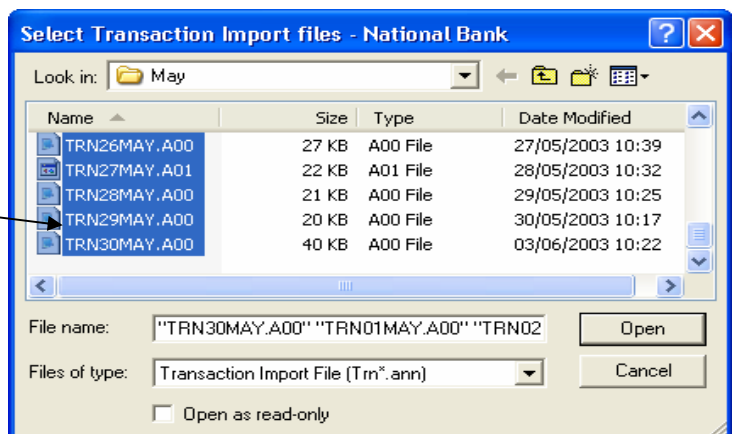 Select Transaction Import files - National Bank
Look in: May
Name Size Type Date Modified
TRN26MAY.A00 27 KB A00 File 27/05/2003 10:39
TRN27MAY.A01 22 KB A01 File 28/05/2003 10:32
TRN28MAY.A00 21 KB A00 File 29/05/2003 10:25
TRN29MAY.A00 20 KB A00 File 30/05/2003 10:17
TRN30MAY.A00 40 KB A00 File 03/06/2003 10:22
File name: "TRN30MAY.A00" "TRN01MAY.A00" "TRN02 Open
Files of type: Transaction Import File (Trn*.ann) Cancel
Open as read-only